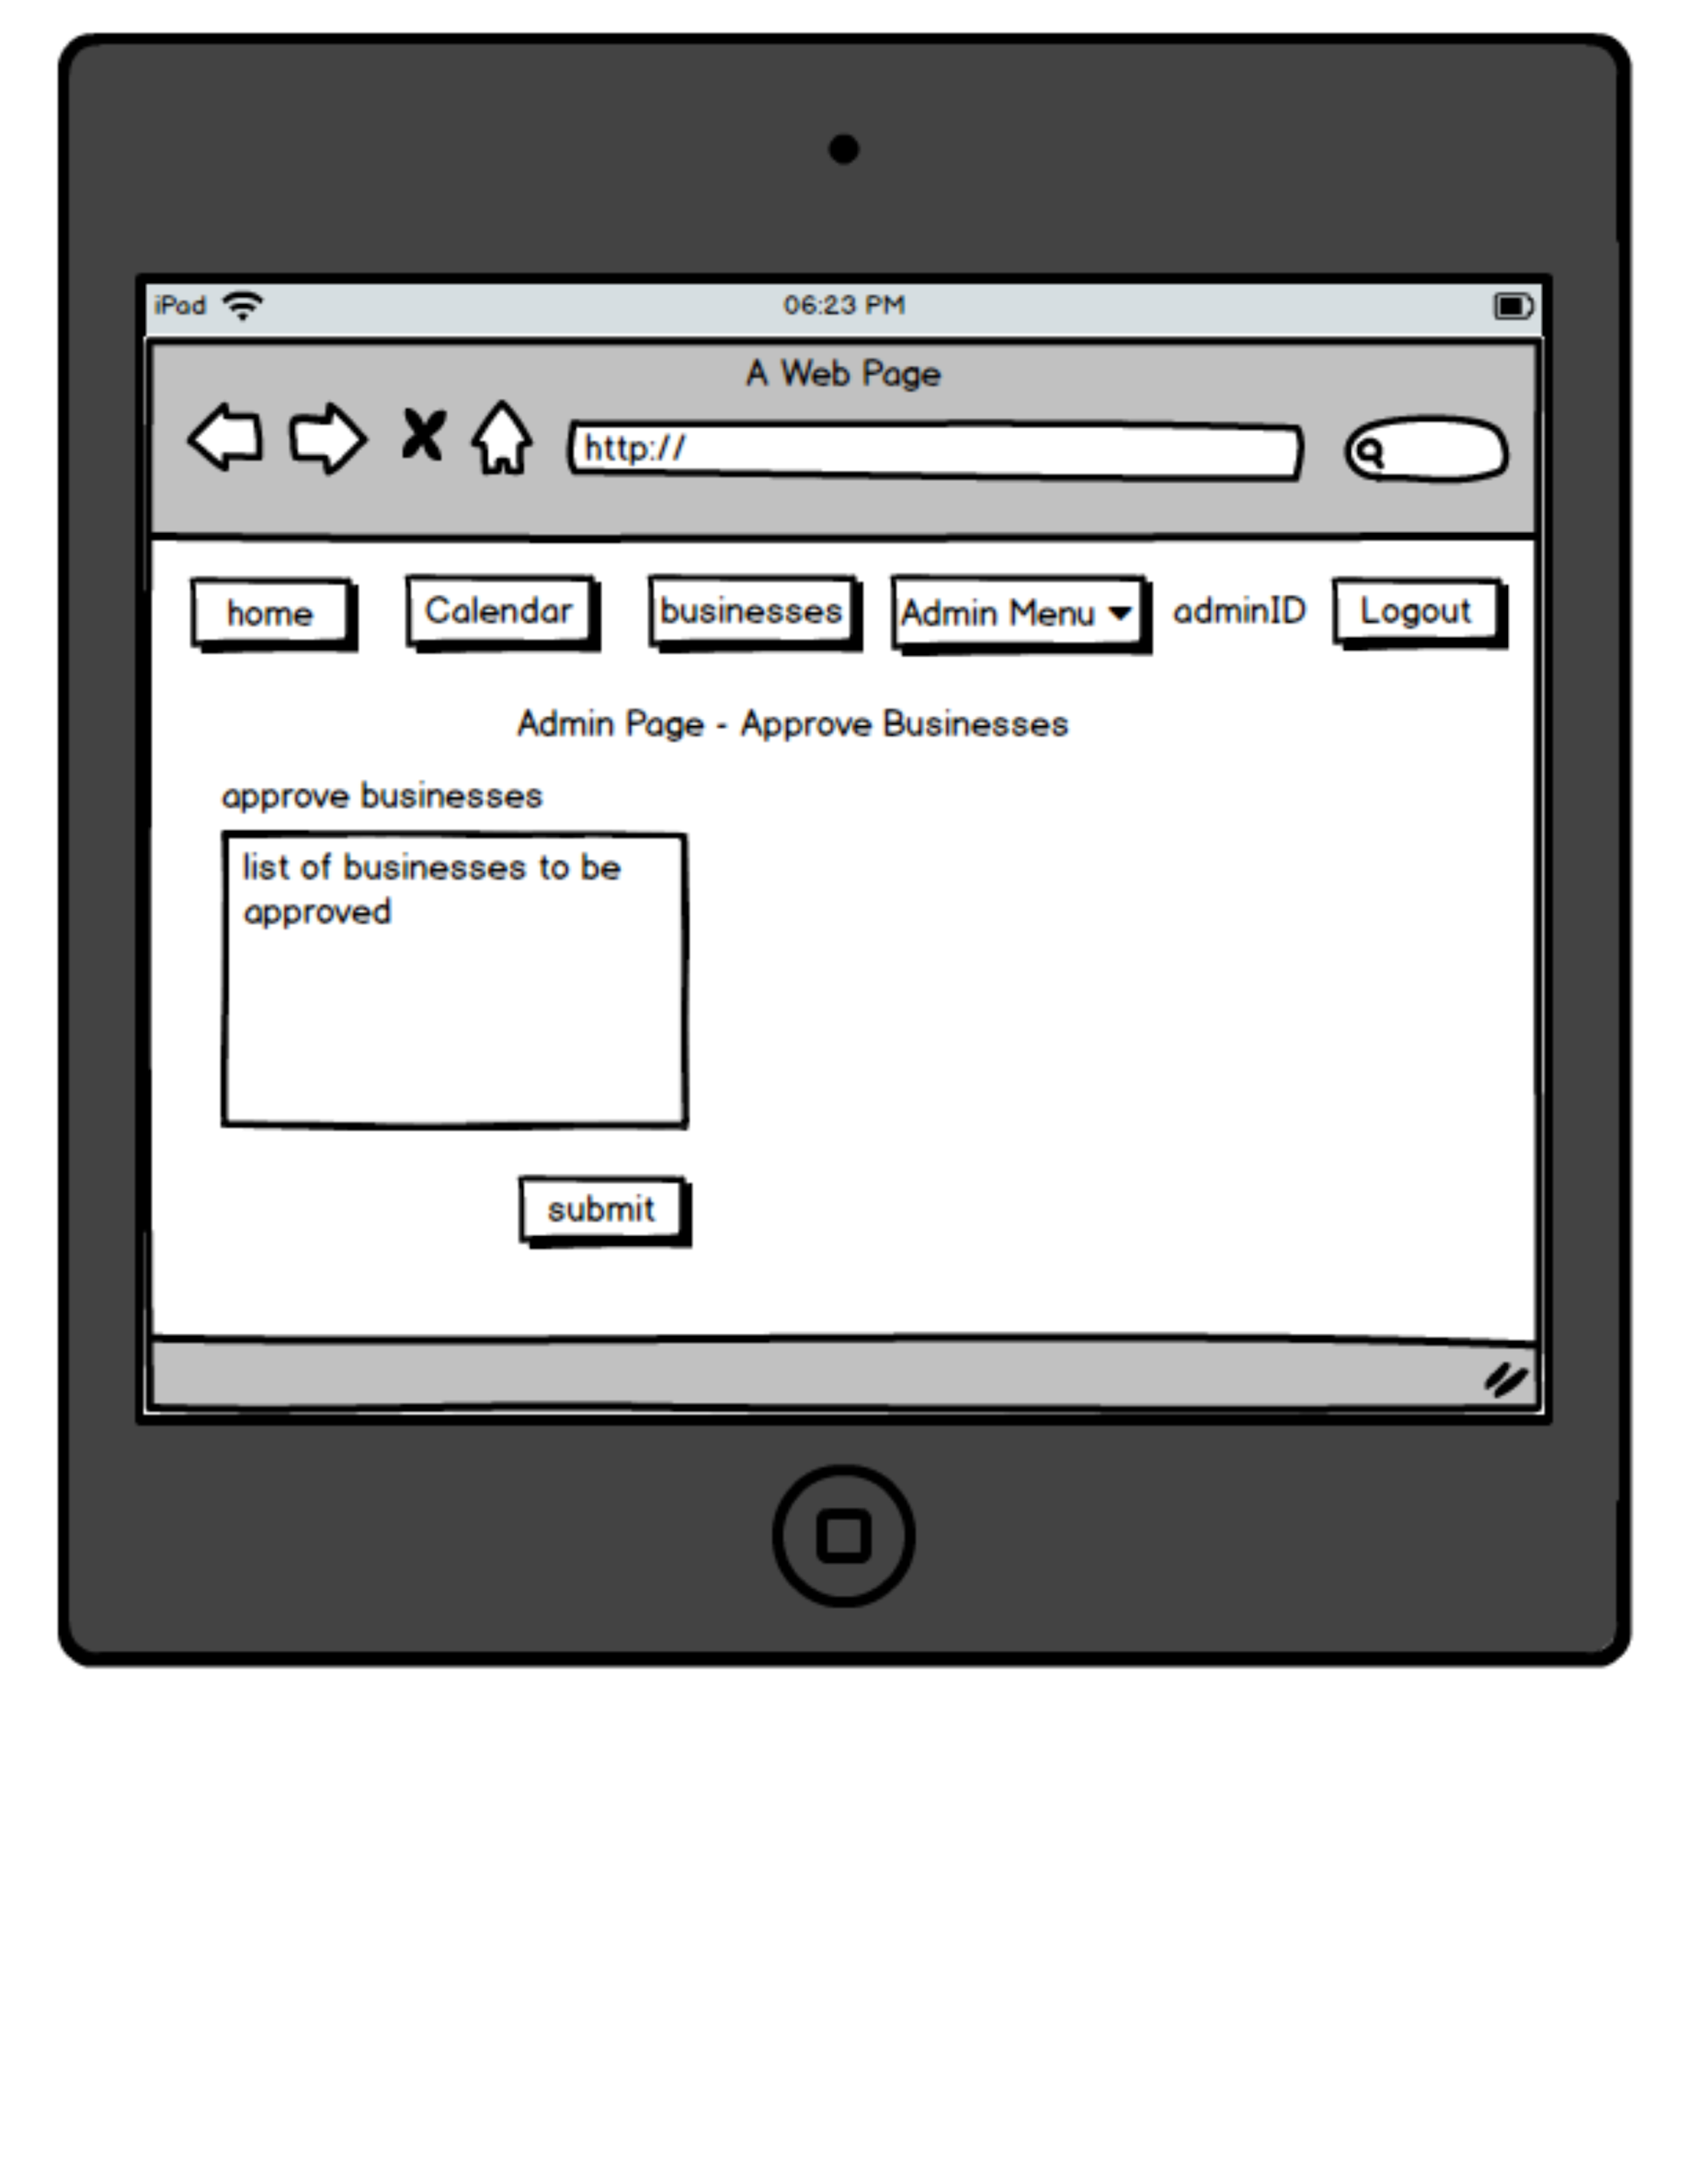 iPad 06:23 PM
A Web Page
http://
home Calendar businesses Admin Menu adminID Logout
Admin Page - Approve Businesses
approve businesses
list of businesses to be
approved
submit